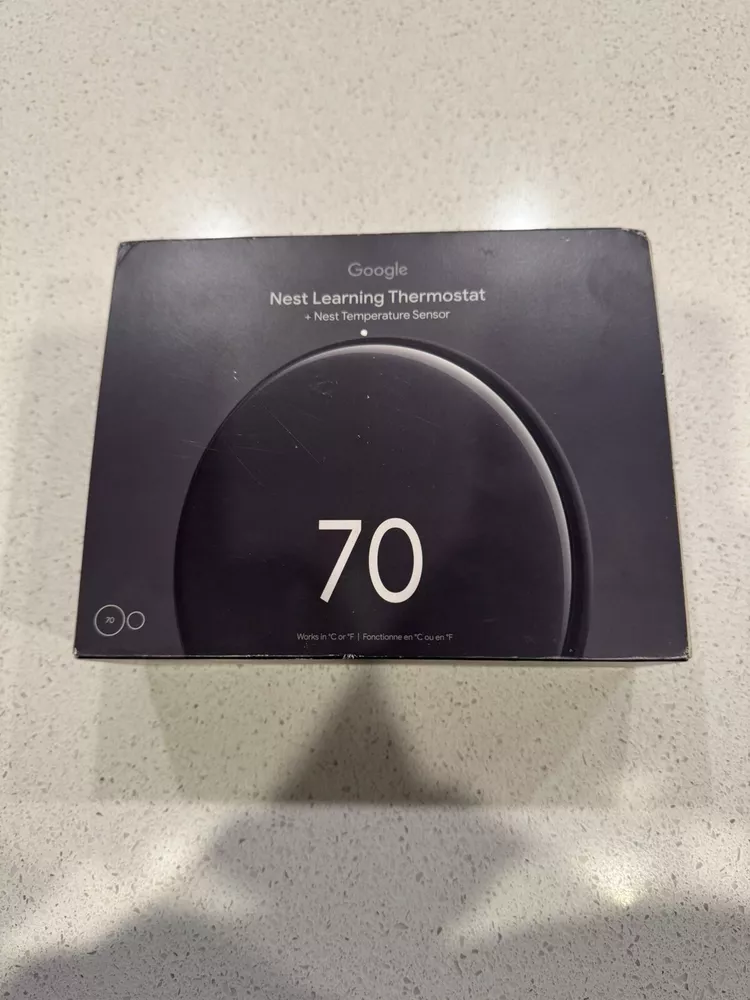 Google
Nest Learning Thermostat
+ Nest Temperature Sensor
70
70
Works in °C or °F | Fonctionne en °C ou en °F